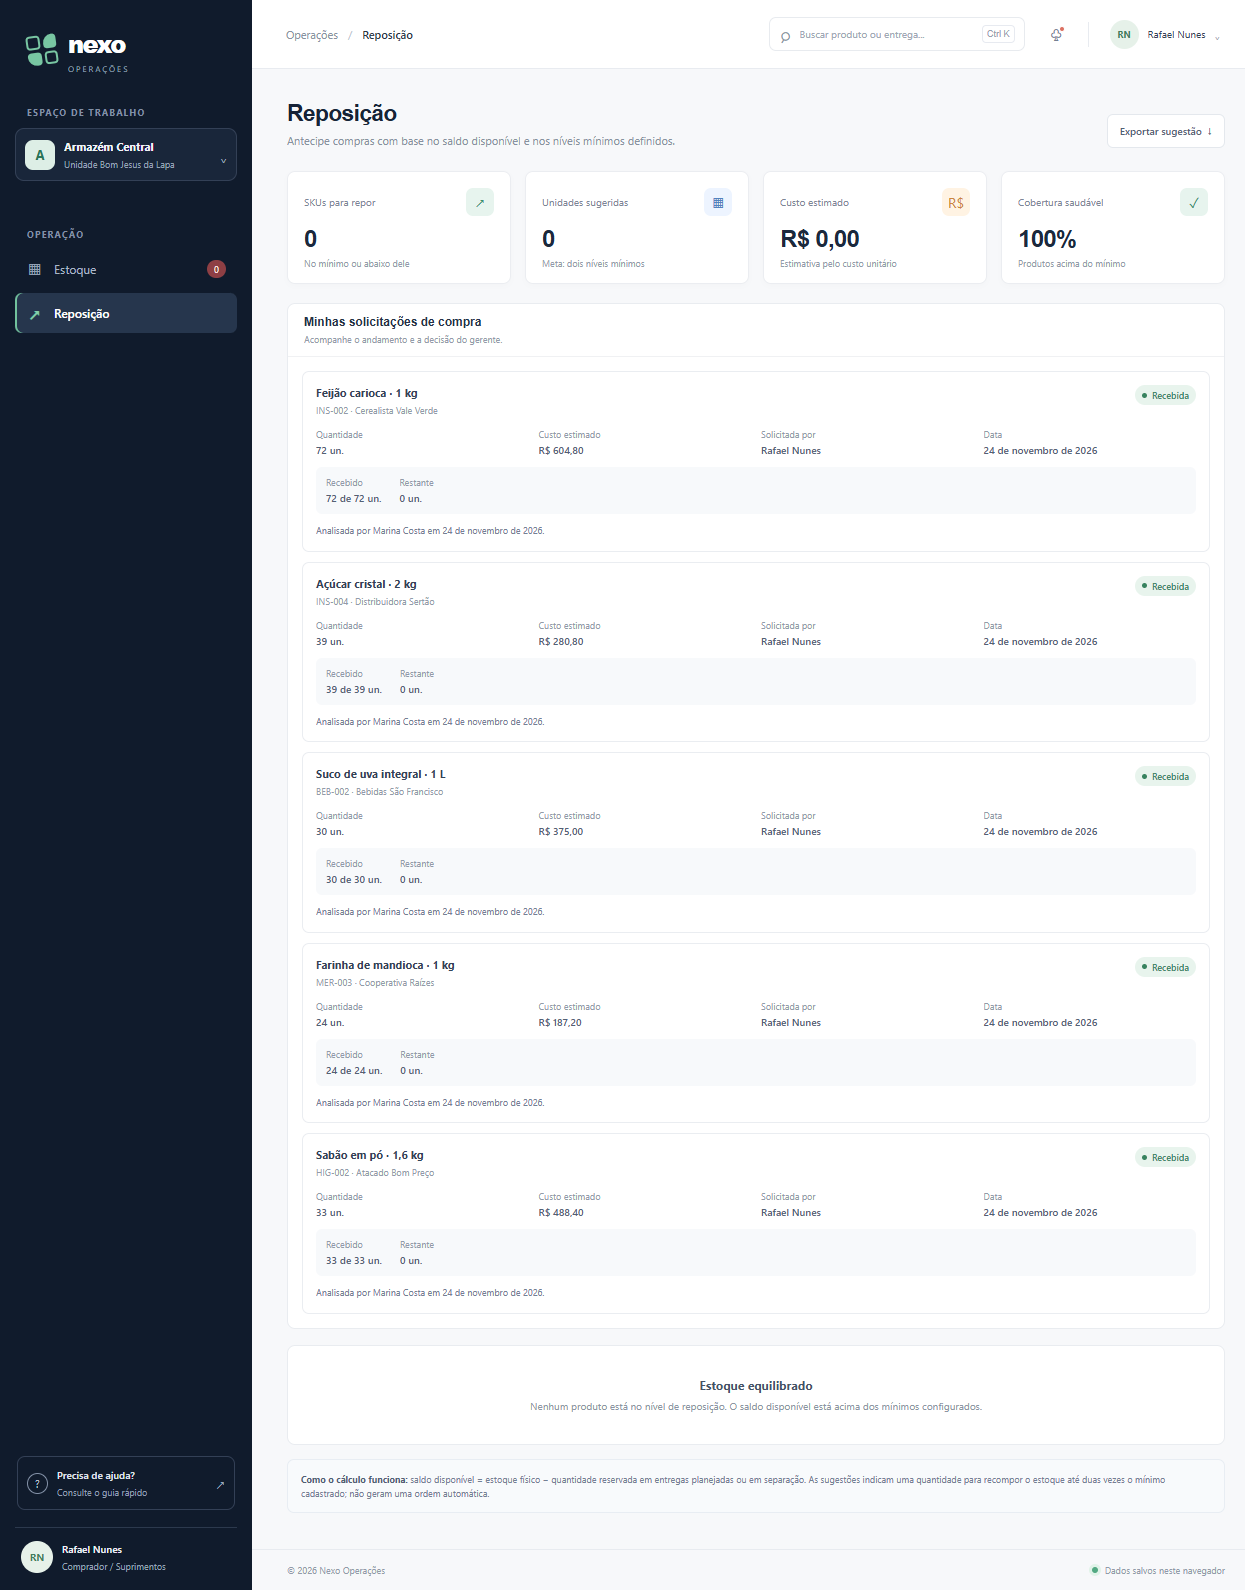 nexo
OPERAÇÕES
ESPAÇO DE TRABALHO
A
Armazém Central
Unidade Bom Jesus da Lapa
OPERAÇÃO
Estoque
0
Reposição
?
Precisa de ajuda?
Consulte o guia rápido
RN
Rafael Nunes
Comprador / Suprimentos
Operações / Reposição
Buscar produto ou entrega...
Ctrl K
RN
Rafael Nunes
Reposição
Antecipe compras com base no saldo disponível e nos níveis mínimos definidos.
Exportar sugestão ↓
SKUs para repor
0
No mínimo ou abaixo dele
Unidades sugeridas
0
Meta: dois níveis mínimos
Custo estimado
R$
R$ 0,00
Estimativa pelo custo unitário
Cobertura saudável
100%
Produtos acima do mínimo
Minhas solicitações de compra
Acompanhe o andamento e a decisão do gerente.
Feijão carioca · 1 kg
Recebida
INS-002 · Cerealista Vale Verde
Quantidade
72 un.
Custo estimado
R$ 604,80
Solicitada por
Rafael Nunes
Data
24 de novembro de 2026
Recebido
72 de 72 un.
Restante
0 un.
Analisada por Marina Costa em 24 de novembro de 2026.
Açúcar cristal · 2 kg
Recebida
INS-004 · Distribuidora Sertão
Quantidade
39 un.
Custo estimado
R$ 280,80
Solicitada por
Rafael Nunes
Data
24 de novembro de 2026
Recebido
39 de 39 un.
Restante
0 un.
Analisada por Marina Costa em 24 de novembro de 2026.
Suco de uva integral · 1 L
Recebida
BEB-002 · Bebidas São Francisco
Quantidade
30 un.
Custo estimado
R$ 375,00
Solicitada por
Rafael Nunes
Data
24 de novembro de 2026
Recebido
30 de 30 un.
Restante
0 un.
Analisada por Marina Costa em 24 de novembro de 2026.
Farinha de mandioca · 1 kg
Recebida
MER-003 · Cooperativa Raízes
Quantidade
24 un.
Custo estimado
R$ 187,20
Solicitada por
Rafael Nunes
Data
24 de novembro de 2026
Recebido
24 de 24 un.
Restante
0 un.
Analisada por Marina Costa em 24 de novembro de 2026.
Sabão em pó · 1,6 kg
Recebida
HIG-002 · Atacado Bom Preço
Quantidade
33 un.
Custo estimado
R$ 488,40
Solicitada por
Rafael Nunes
Data
24 de novembro de 2026
Recebido
33 de 33 un.
Restante
0 un.
Analisada por Marina Costa em 24 de novembro de 2026.
Estoque equilibrado
Nenhum produto está no nível de reposição. O saldo disponível está acima dos mínimos configurados.
Como o cálculo funciona: saldo disponível = estoque físico − quantidade reservada em entregas planejadas ou em separação. As sugestões indicam uma quantidade para recompor o estoque até duas vezes o mínimo
cadastrado; não geram uma ordem automática.
© 2026 Nexo Operações
Dados salvos neste navegador